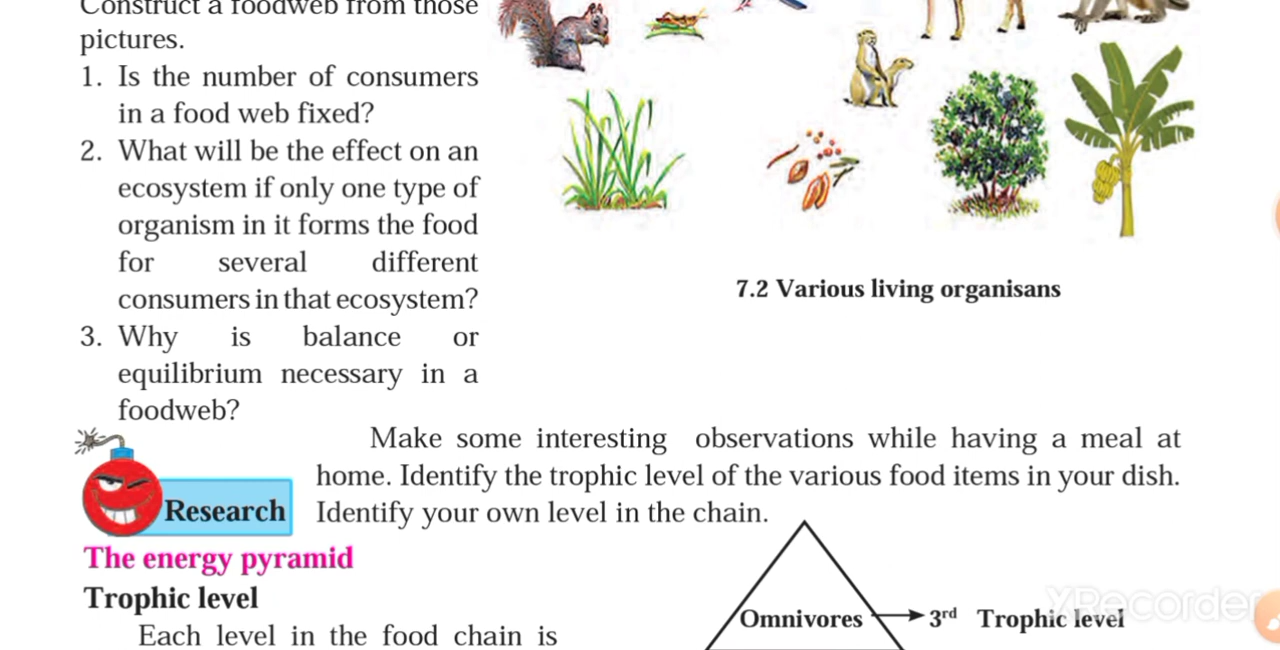 Construct a foodweb from those
pictures.
1. Is the number of consumers
in a food web fixed?
2. What will be the effect on an
ecosystem if only one type of
organism in it forms the food
for several different
consumers in that ecosystem?
3. Why is balance or
equilibrium necessary in a
foodweb?
7.2 Various living organisans
Make some interesting observations while having a meal at
home. Identify the trophic level of the various food items in your dish.
Research Identify your own level in the chain.
The energy pyramid
Trophic level
Each level in the food chain is
Omnivores 3rd Trophic level
XRecorder